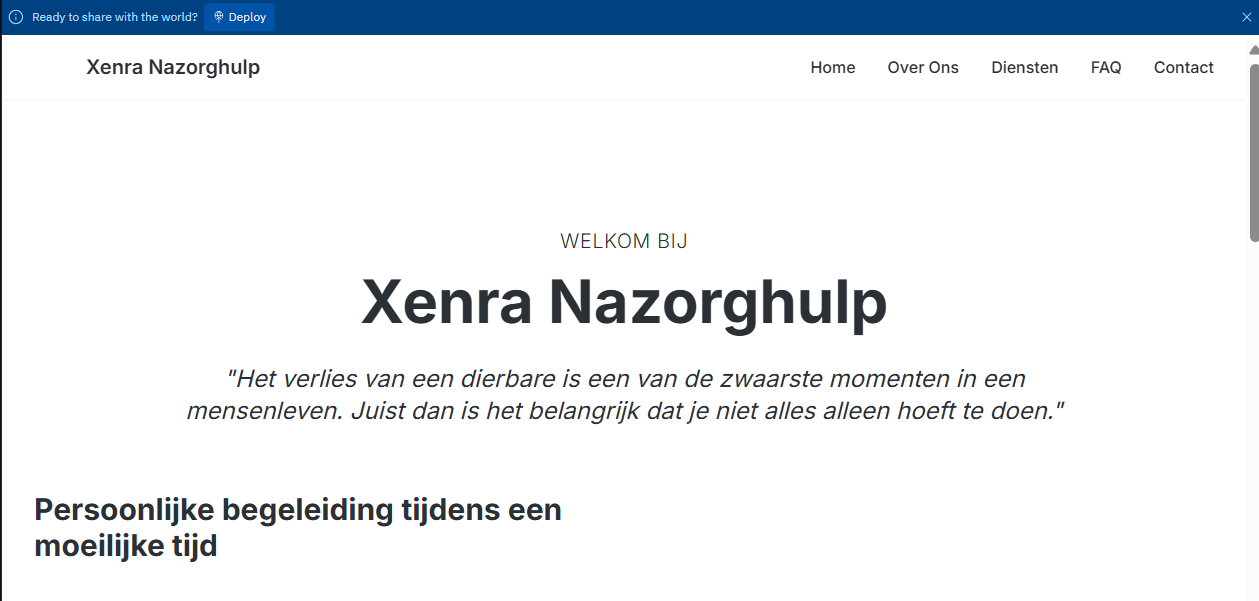 Ready to share with the world? Deploy
Xenra Nazorghulp Home Over Ons Diensten FAQ Contact
WELKOM BIJ
Xenra Nazorghulp
"Het verlies van een dierbare is een van de zwaarste momenten in een
mensenleven. Juist dan is het belangrijk dat je niet alles alleen hoeft te doen."
Persoonlijke begeleiding tijdens een
moeilijke tijd